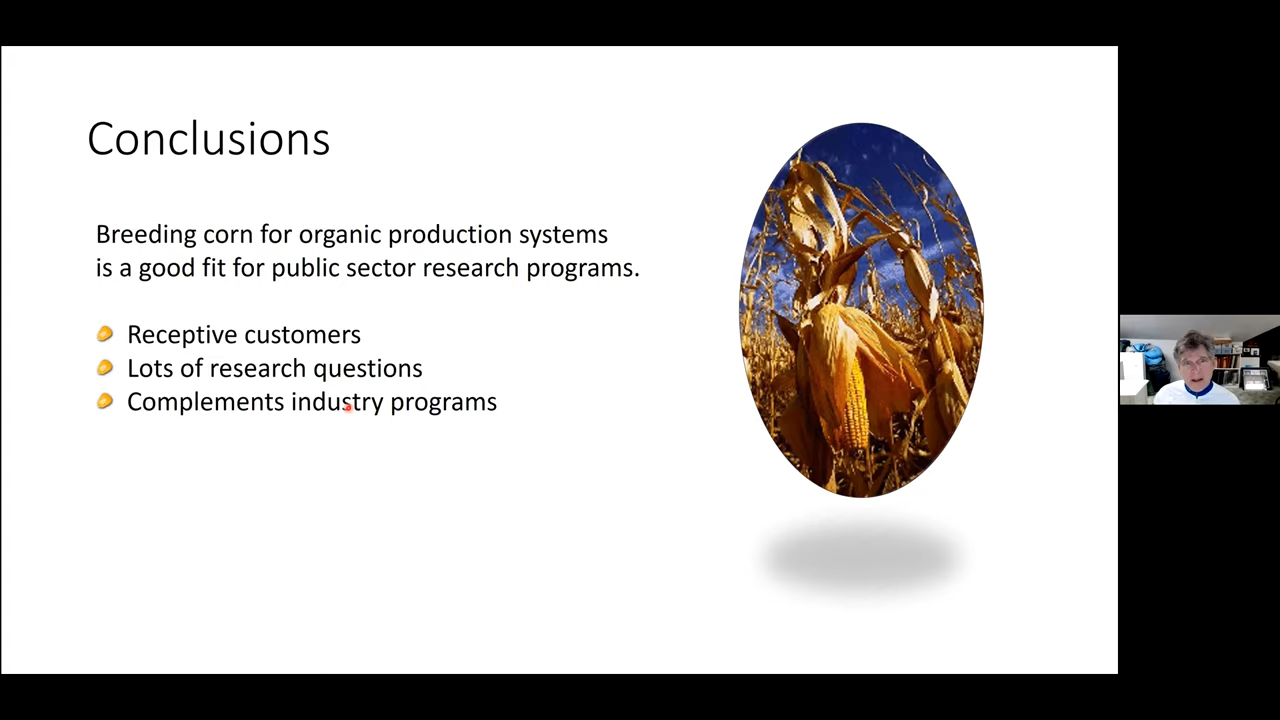 Conclusions
Breeding corn for organic production systems
is a good fit for public sector research programs.
Receptive customers
Lots of research questions
Complements industry programs